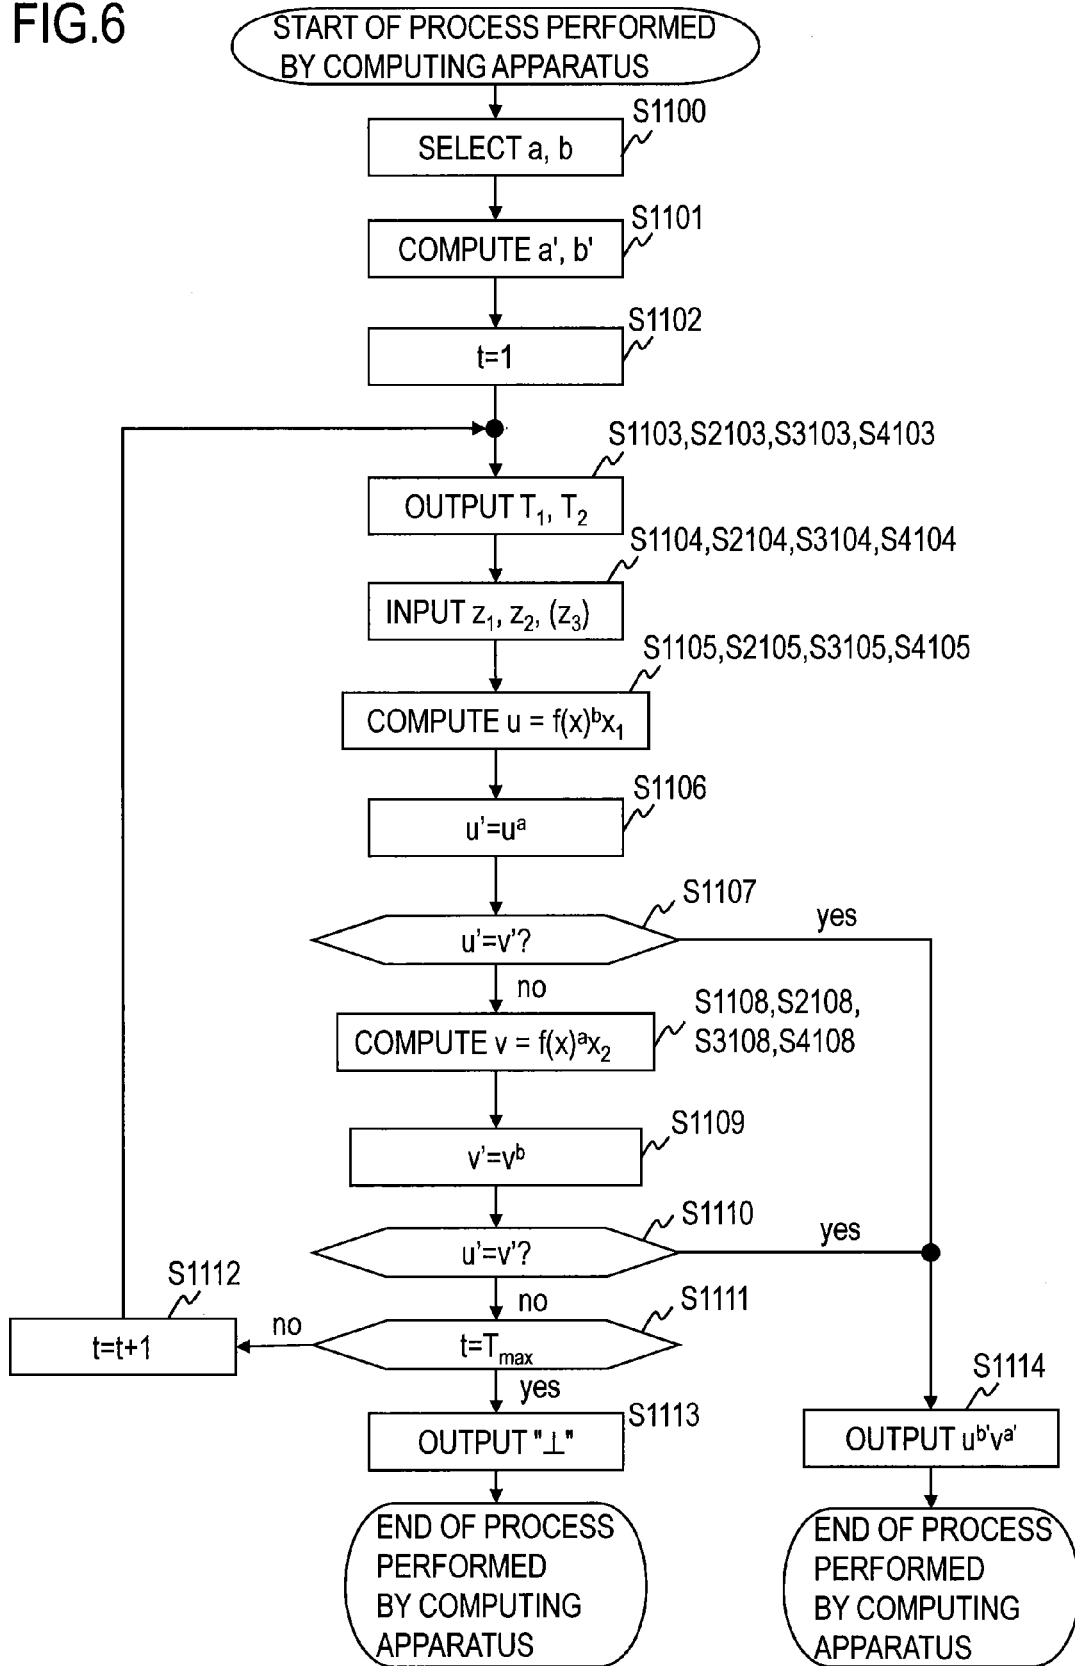 FIG.6
START OF PROCESS PERFORMED
BY COMPUTING APPARATUS
S1100
SELECT a, b
S1101
COMPUTE a', b'
S1102
t=1
S1103,S2103,S3103,S4103
OUTPUT T₁, T₂
S1104,S2104,S3104,S4104
INPUT z₁, z₂, (z₃)
S1105,S2105,S3105,S4105
COMPUTE u = f(x)ᵇx₁
S1106
u'=uᵃ
S1107
u'=v'?
yes
no
S1108,S2108,
S3108,S4108
COMPUTE v = f(x)ᵃx₂
S1109
v'=vᵇ
S1110
u'=v'?
yes
no
S1111
t=Tₘₐₓ
no
S1112
t=t+1
yes
S1113
OUTPUT "⊥"
S1114
OUTPUT uᵇ'vᵃ'
END OF PROCESS
PERFORMED
BY COMPUTING
APPARATUS
END OF PROCESS
PERFORMED
BY COMPUTING
APPARATUS